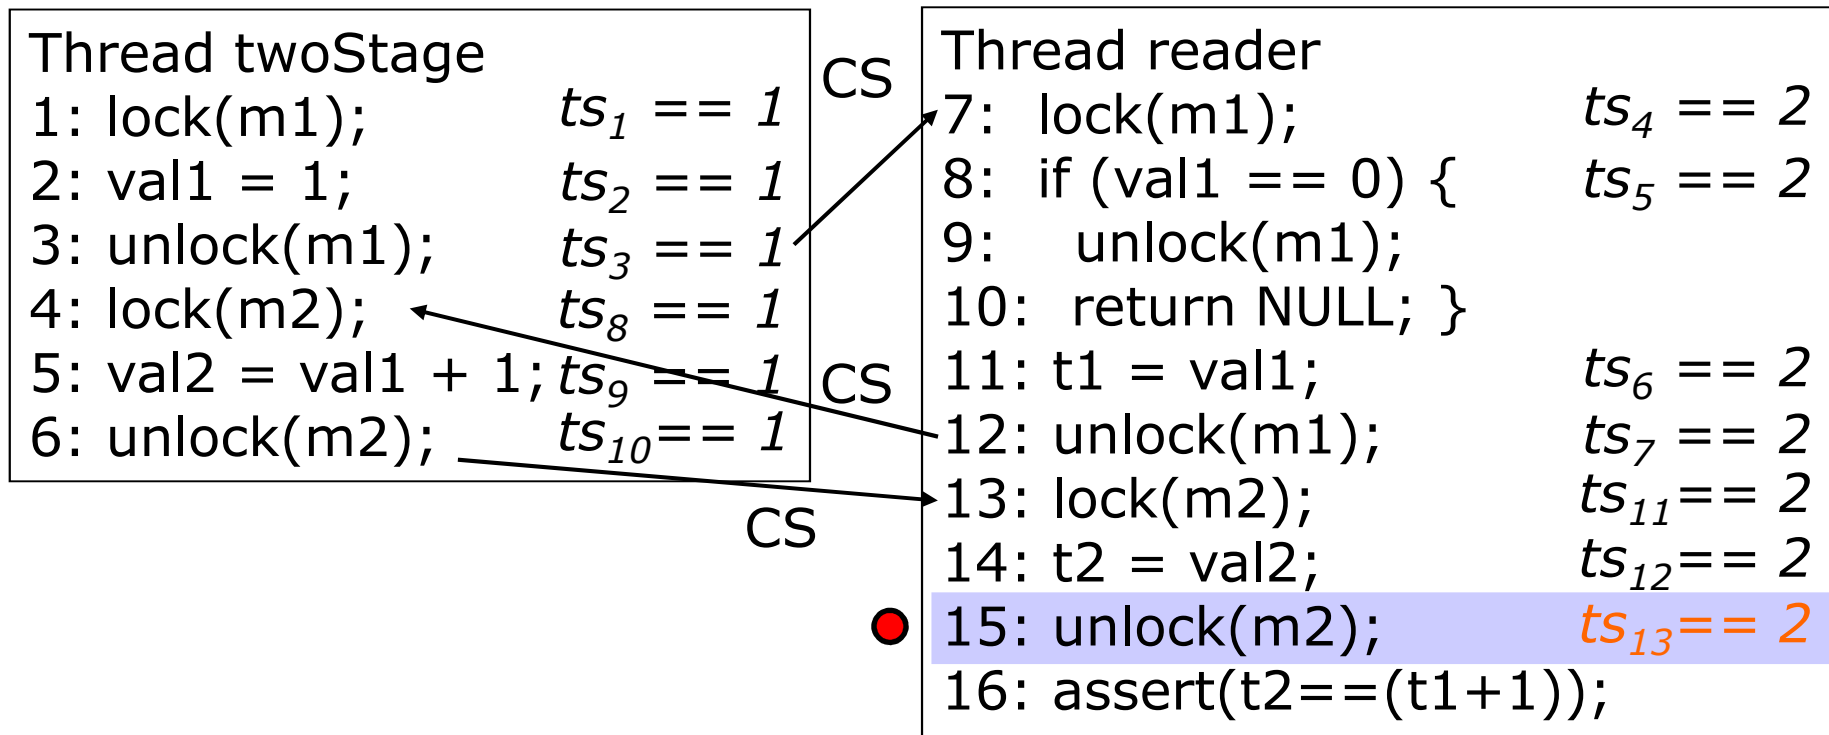 Thread twoStage
1: lock(m1); ts1 == 1
2: val1 = 1; ts2 == 1
3: unlock(m1); ts3 == 1
4: lock(m2); ts8 == 1
5: val2 = val1 + 1; ts9 == 1
6: unlock(m2); ts10== 1
CS
CS
CS
Thread reader
7: lock(m1); ts4 == 2
8: if (val1 == 0) { ts5 == 2
9: unlock(m1);
10: return NULL; }
11: t1 = val1; ts6 == 2
12: unlock(m1); ts7 == 2
13: lock(m2); ts11== 2
14: t2 = val2; ts12== 2
15: unlock(m2); ts13== 2
16: assert(t2==(t1+1));